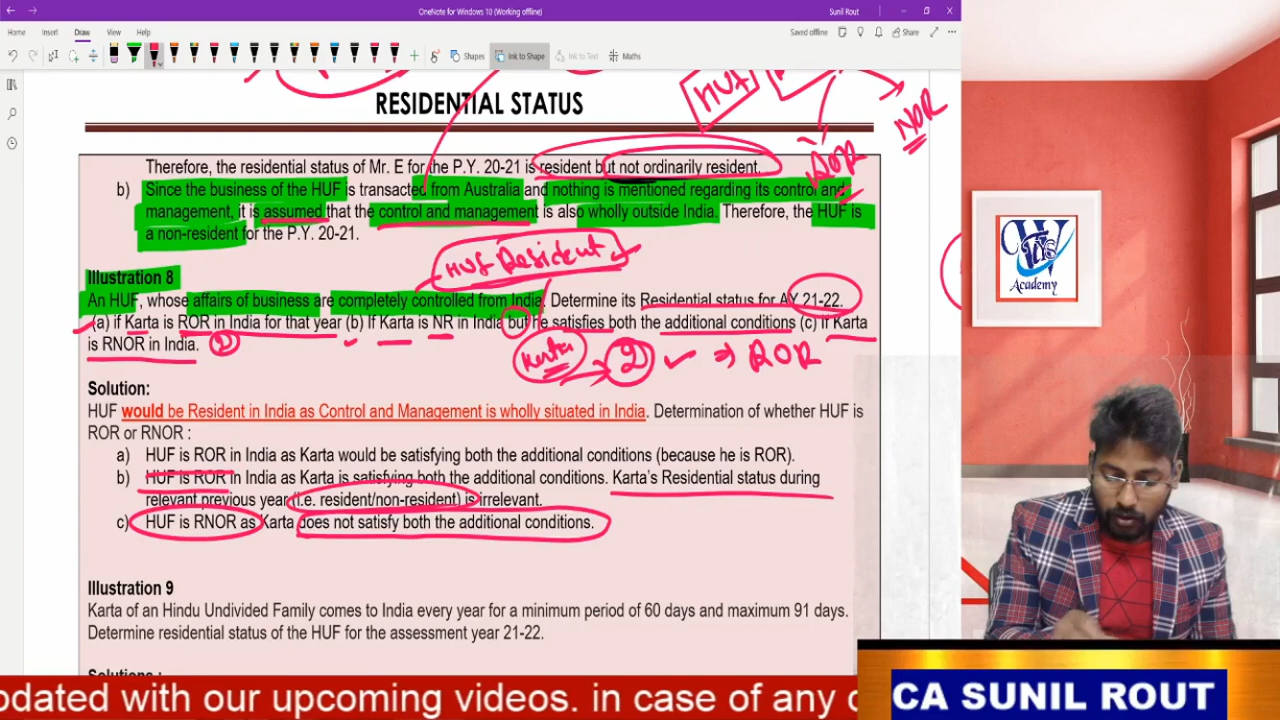 OneNote for Windows 10 (Working offline)
Sunil Rout
Home Insert Draw View Help
Saved offline
Share
Shapes
Ink to Shape
Ink to Text
Maths
RESIDENTIAL STATUS
HUF
ROR
NOR
Therefore, the residential status of Mr. E for the P.Y. 20-21 is resident but not ordinarily resident.
b) Since the business of the HUF is transacted from Australia and nothing is mentioned regarding its control and
management, it is assumed that the control and management is also wholly outside India. Therefore, the HUF is
a non-resident for the P.Y. 20-21.
HUF Resident
Illustration 8
An HUF, whose affairs of business are completely controlled from India. Determine its Residential status for AY 21-22.
(a) if Karta is ROR in India for that year (b) If Karta is NR in India but he satisfies both the additional conditions (c) If Karta
is RNOR in India.
Karta 2 ✓ ⇒ ROR
Solution:
HUF would be Resident in India as Control and Management is wholly situated in India. Determination of whether HUF is
ROR or RNOR :
a) HUF is ROR in India as Karta would be satisfying both the additional conditions (because he is ROR).
b) HUF is ROR in India as Karta is satisfying both the additional conditions. Karta's Residential status during
relevant previous year (i.e. resident/non-resident) is irrelevant.
c) HUF is RNOR as Karta does not satisfy both the additional conditions.
Illustration 9
Karta of an Hindu Undivided Family comes to India every year for a minimum period of 60 days and maximum 91 days.
Determine residential status of the HUF for the assessment year 21-22.
Academy
pdated with our upcoming videos. in case of any
CA SUNIL ROUT